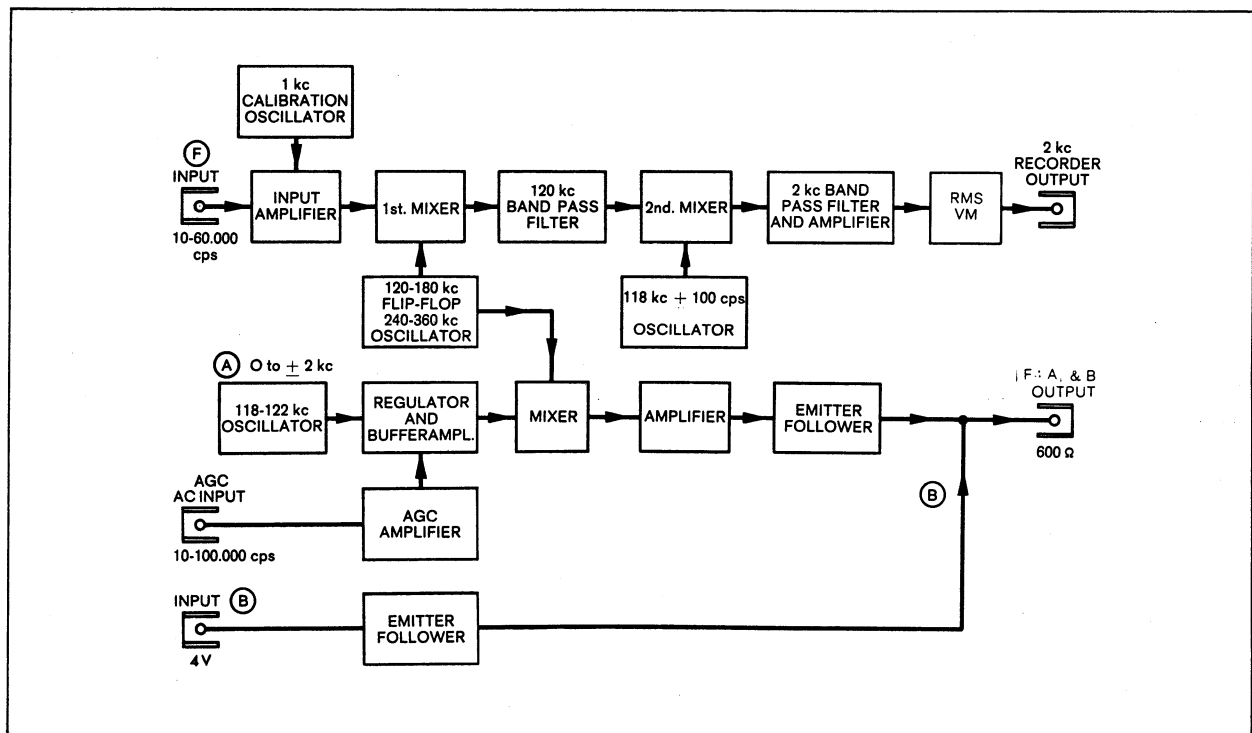 1 kc
CALIBRATION
OSCILLATOR
F
INPUT
10-60.000
cps
INPUT
AMPLIFIER
1st. MIXER
120 kc
BAND PASS
FILTER
2nd. MIXER
2 kc BAND
PASS FILTER
AND AMPLIFIER
RMS
VM
2 kc
RECORDER
OUTPUT
120-180 kc
FLIP-FLOP
240-360 kc
OSCILLATOR
118 kc + 100 cps
OSCILLATOR
A O to ± 2 kc
118-122 kc
OSCILLATOR
REGULATOR
AND
BUFFERAMPL.
MIXER
AMPLIFIER
EMITTER
FOLLOWER
A, & B
OUTPUT
600 Ω
AGC
AC INPUT
10-100.000 cps
AGC
AMPLIFIER
B
INPUT B
4 V
EMITTER
FOLLOWER